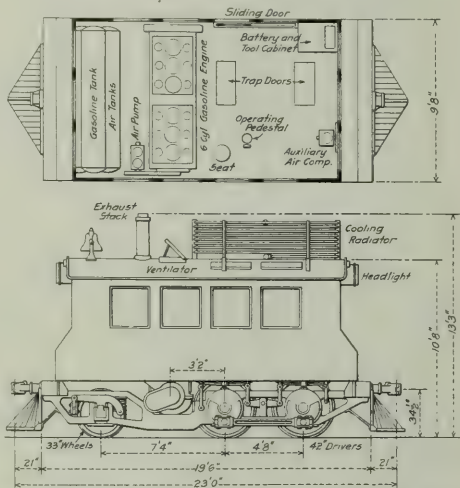 Sliding Door
Battery and
Tool Cabinet
Gasoline Tank
Air Tanks
Air Pump
6 Cyl Gasoline Engine
Trap Doors
Operating
Pedestal
Seat
Auxiliary
Air Comp.
9'8"
Exhaust
Stack
Cooling
Radiator
Ventilator
Headlight
3'2"
10'8"
13'3"
34½"
33"Wheels
7'4"
4'8"
42"Drivers
21"
19'6"
21"
23'0"